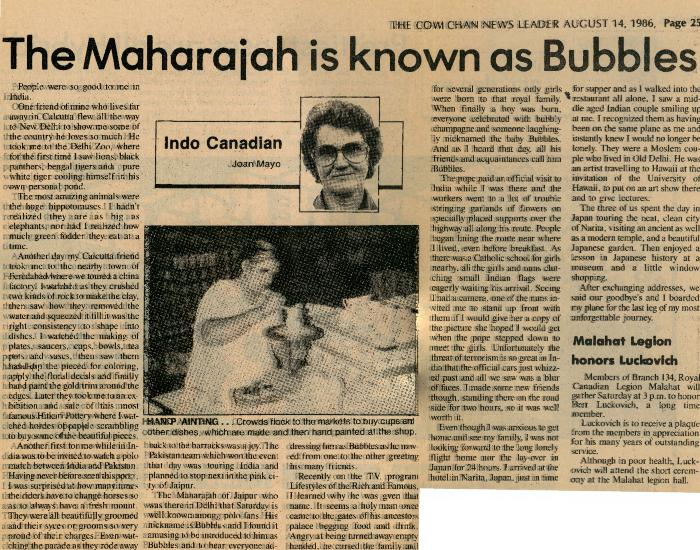 THE COWICHAN NEWS LEADER AUGUST 14, 1986, Page 25
The Maharajah is known as Bubbles
People were so good to me in
India.
One friend of mine who lives far
away in Calcutta flew all the way
to New Delhi to show me some of
the country he loves so much. He
took me to the Delhi Zoo, where
for the first time I saw lions, black
panthers, bengal tigers and pure
white tiger cooling himself in his
own personal pond.
The most amazing animals were
the huge hippotomuses. I hadn't
realized they are as big as
elephants, nor had I realized how
much green fodder they eat at a
time.
Another day my Calcutta friend
took me to the nearby town of
where we toured a china
factory. I watched as they crushed
two kinds of rock to make the clay,
then saw how they removed the
water and squeezed it till it was the
right consistency to shape into
dishes. I watched the making of
plates, saucers, cups, bowls, tea
pots and vases, then saw them
the pieced for coloring,
apply the floral decals and finally
hand paint the gold trim around the
edges. Later they took me to an ex-
hibition and sale of this most
famous Hitkari Pottery where I wat-
ched hordes of people scrambling
to buy some of the beautiful pieces.
Another first for me while in In-
dia was to be invited to watch a polo
match between India and Pakistan.
Having never before seen this sport,
I was surprised at how many times
the riders have to change horses so
as to always have a fresh mount.
They were all beautifully groomed
and their syces or grooms so very
proud of their charges. Even wat-
ching the parade as they rode away
Indo Canadian
Joan Mayo
HAND PAINTING . . . Crowds flock to the markets to buy cups and
other dishes, which are made and then hand painted at the shop.
back to the barracks was a joy. The
Pakistan team which won the event
that day was touring India and
planned to stop next in the pink ci-
ty of Jaipur.
The Maharajah of Jaipur who
was there in Delhi that Saturday is
well known among polo fans. His
nickname is Bubbles and I found it
amusing to be introduced to him as
Bubbles and to hear everyone ad-
dressing him as Bubbles as he mov-
ed from one to the other greeting
his many friends.
Recently on the T.V. program
Lifestyle of the Rich and Famous,
I learned why he was given that
name. It seems a holy man once
came to the gates of his ancestors
palace begging food and drink.
Angry at being turned away empty
handed, he cursed the family and
for several generations only girls
were born to that royal family.
When finally a boy was born,
everyone celebrated with bubbly
champagne and someone laughing-
ly nicknamed the baby Bubbles.
And as I heard that day, all his
friends and acquaintances call him
Bubbles.
The pope paid an official visit to
India while I was there and the
workers went to a lot of trouble
stringing garlands of flowers on
specially placed supports over the
highway all along his route. People
began lining the route near where
I lived, even before breakfast. As
there was a Catholic school for girls
nearby, all the girls and nuns clut-
ching small Indian flags were
eagerly waiting his arrival. Seeing
I had a camera, one of the nuns in-
vited me to stand up front with
them if I would give her a copy of
the picture she hoped I would get
when the pope stepped down to
meet the girls. Unfortunately the
threat of terrorism is so great in In-
dia that the official cars just whizz-
ed past and all we saw was a blur
of faces. I made some new friends
though, standing there on the road
side for two hours, so it was well
worth it.
Even though I was anxious to get
home and see my family, I was not
looking forward to the long lonely
flight home nor the lay-over in
Japan for 24 hours. I arrived at the
hotel in Narita, Japan, just in time
for supper and as I walked into the
restaurant all alone, I saw a mid-
dle aged Indian couple smiling up
at me. I recognized them as having
been on the same plane as me and
instantly knew I would no longer be
lonely. They were a Moslem cou-
ple who lived in Old Delhi. He was
an artist travelling to Hawaii at the
invitation of the University of
Hawaii, to put on an art show there
and to give lectures.
The three of us spent the day in
Japan touring the neat, clean city
of Narita, visiting an ancient as well
as a modern temple, and a beautiful
Japanese garden. Then enjoyed a
lesson in Japanese history at a
museum and a little window
shopping.
After exchanging addresses, we
said our goodbye's and I boarded
my plane for the last leg of my most
unforgettable journey.
Malahat Legion
honors Luckovich
Members of Branch 134, Royal
Canadian Legion Malahat will
gather Saturday at 3 p.m. to honor
Bert Luckovich, a long time
member.
Luckovich is to receive a plaque
from the members in appreciation
for his many years of outstanding
service.
Although in poor health, Luck-
ovich will attend the short cerem-
ony at the Malahat legion hall.